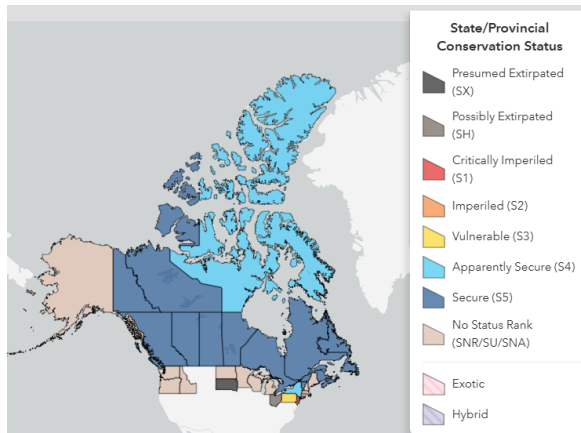 State/Provincial
Conservation Status
Presumed Extirpated
(SX)
Possibly Extirpated
(SH)
Critically Imperiled
(S1)
Imperiled (S2)
Vulnerable (S3)
Apparently Secure (S4)
Secure (S5)
No Status Rank
(SNR/SU/SNA)
Exotic
Hybrid